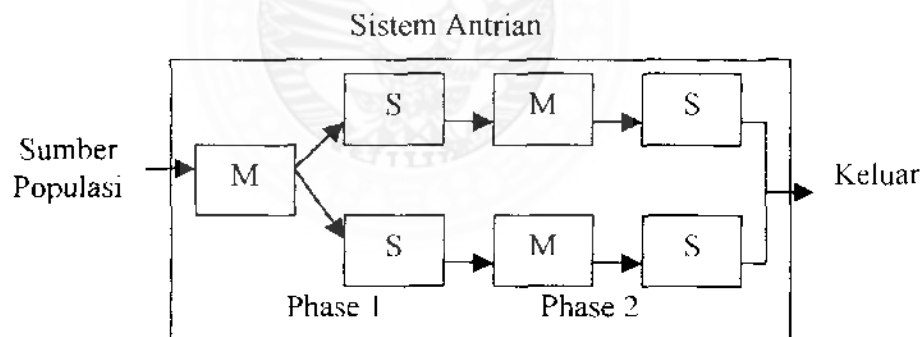 Sistem Antrian
S M S
Sumber
Populasi
M
Keluar
S M S
Phase 1 Phase 2